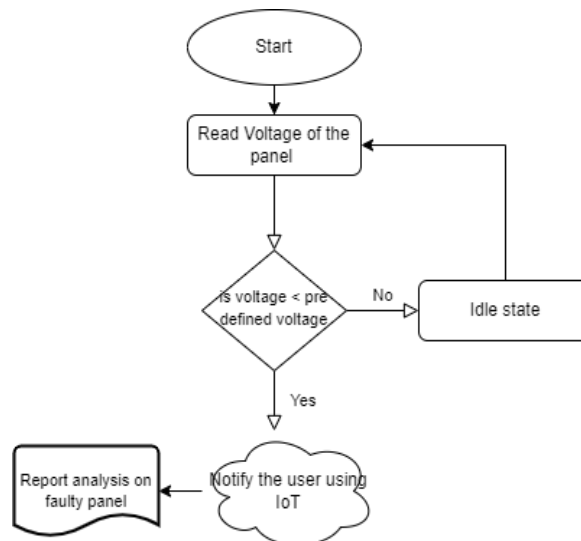 Start
Read Voltage of the
panel
is voltage < pre
defined voltage
No
Idle state
Yes
Notify the user using
IoT
Report analysis on
faulty panel